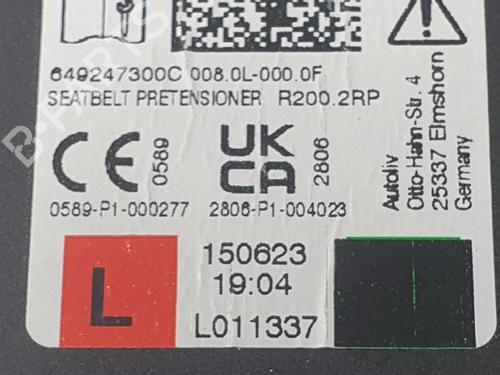 649247300C 008.0L-000.0F
SEATBELT PRETENSIONER R200.2RP
CE 0589
UK CA 2806
0589-P1-000277 2806-P1-004023
Autoliv
Otto-Hahn-Str. 4
25337 Elmshorn
Germany
L
150623
19:04
L011337
B-PARTS